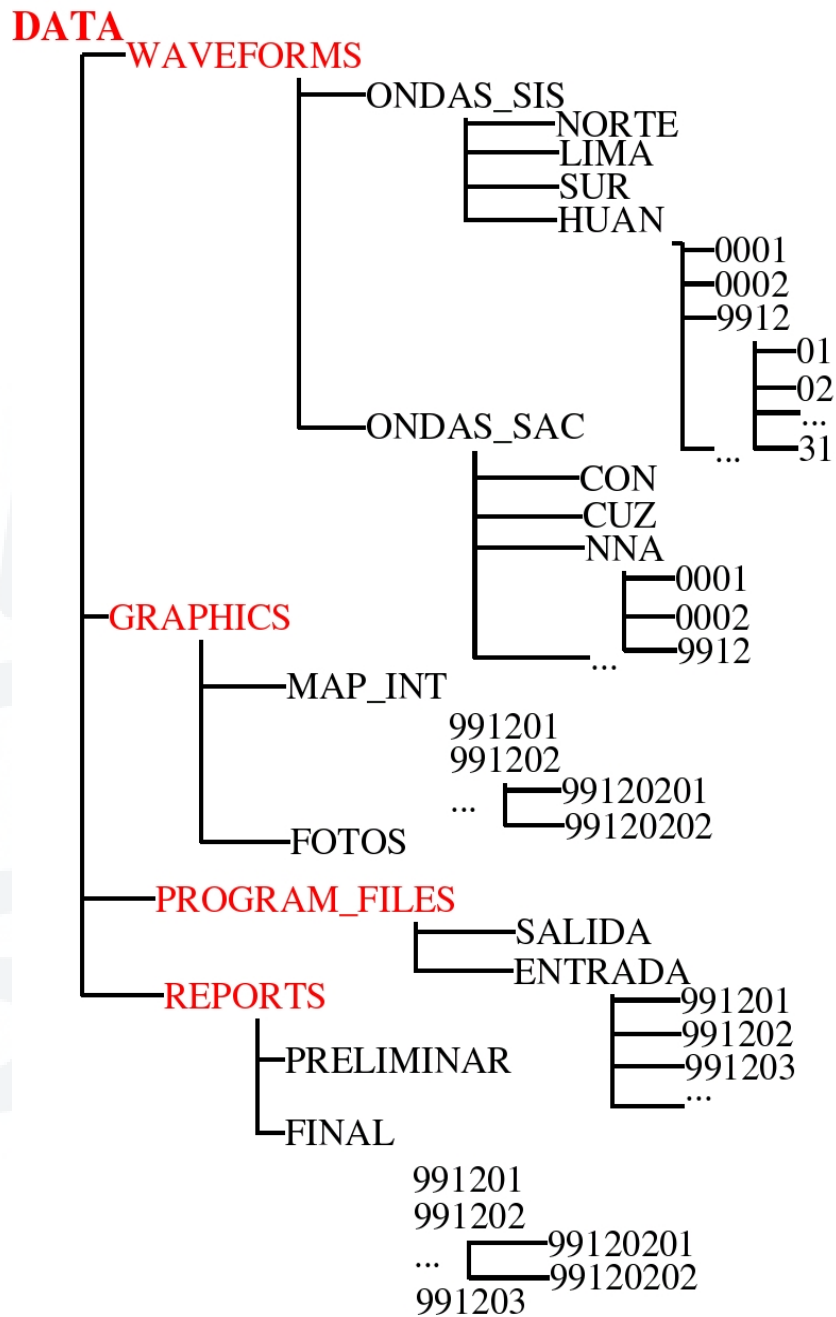 DATA
WAVEFORMS
ONDAS_SIS
NORTE
LIMA
SUR
HUAN
0001
0002
9912
01
02
...
31
...
ONDAS_SAC
CON
CUZ
NNA
0001
0002
9912
...
GRAPHICS
MAP_INT
991201
991202
99120201
...
99120202
FOTOS
PROGRAM_FILES
SALIDA
ENTRADA
991201
991202
991203
...
REPORTS
PRELIMINAR
FINAL
991201
991202
99120201
...
99120202
991203